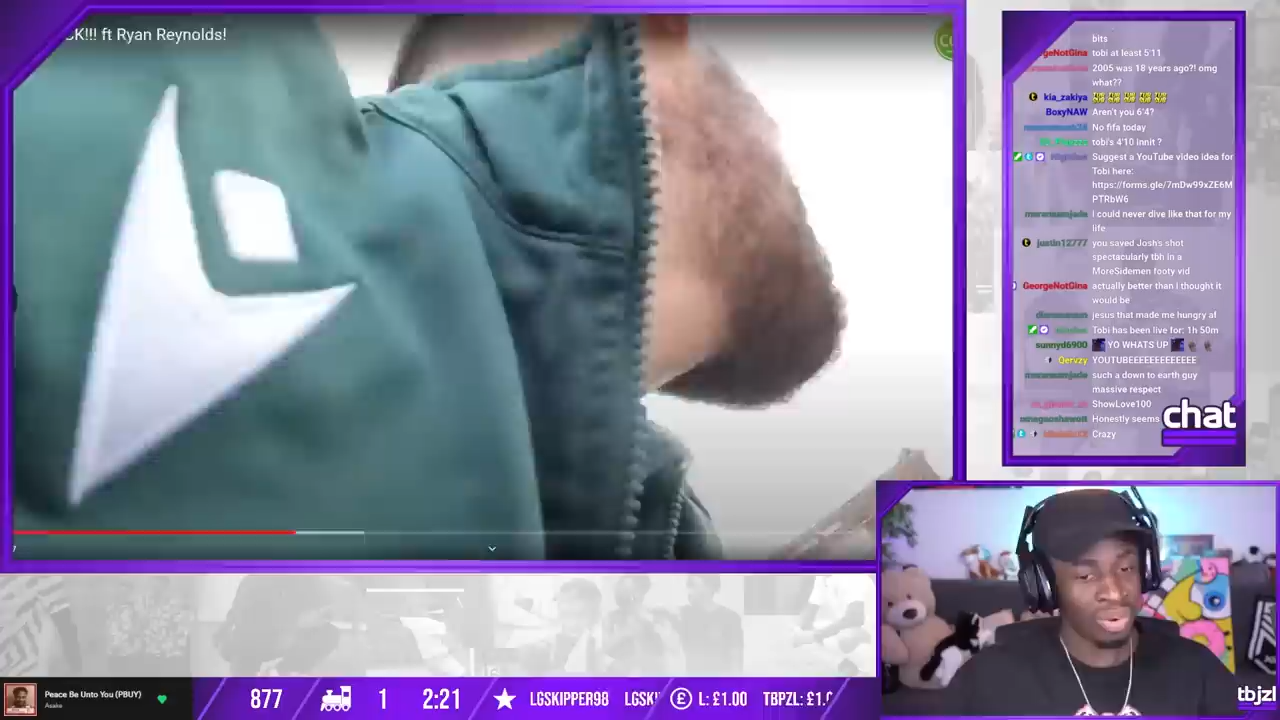 CK!!! ft Ryan Reynolds!
bits
geNotGina tobi at least 5'11
2005 was 18 years ago?! omg
what??
kia_zakiya
BoxyNAW Aren't you 6'4?
No fifa today
tobi's 4'10 innit ?
Suggest a YouTube video idea for
Tobi here:
https://forms.gle/7mDw99xZE6M
PTRbW6
i could never dive like that for my
life
justin12777 you saved Josh's shot
spectacularly tbh in a
MoreSidemen footy vid
GeorgeNotGina actually better than i thought it
would be
jesus that made me hungry af
Tobi has been live for: 1h 50m
sunnyd6900 YO WHATS UP
Qervzy YOUTUBEEEEEEEEEEEE
such a down to earth guy
massive respect
ShowLove100
Honestly seems
Crazy
chat
Peace Be Unto You (PBUY)
Asake
877
1
2:21
LGSKIPPER98
LGSKI
£ L: £1.00
TBPZL: £1.0
tbjzl